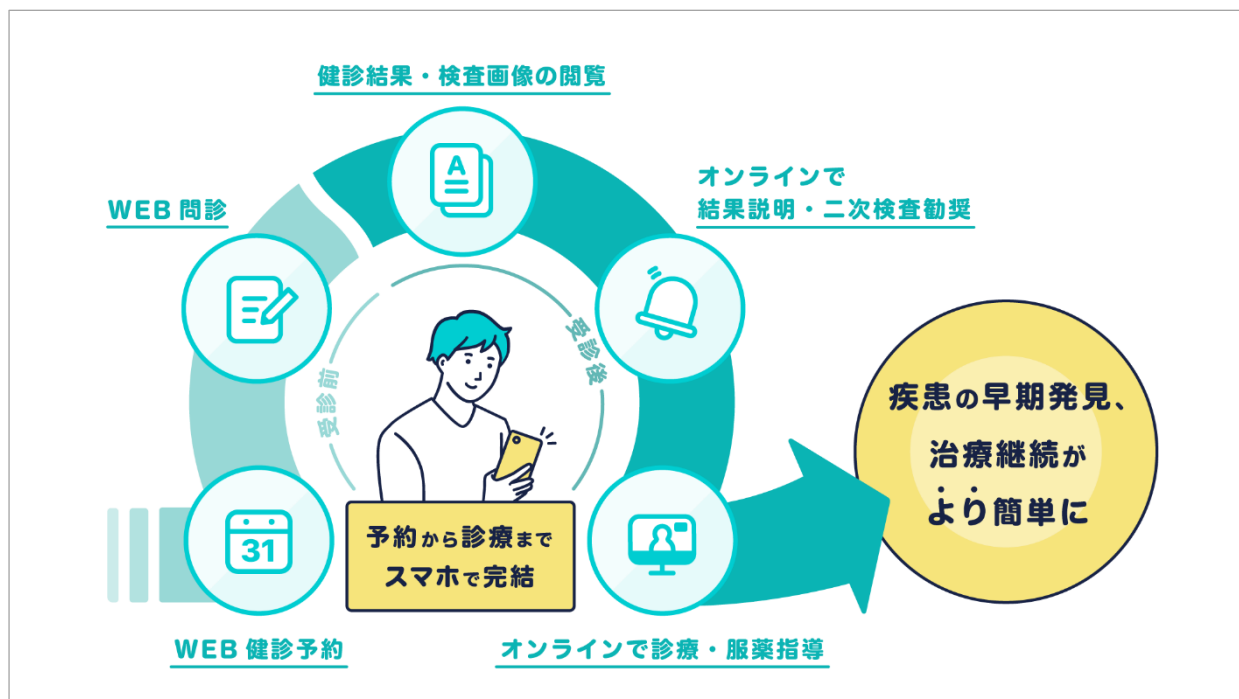 健診結果・検査画像の閲覧
A
オンラインで
結果説明・二次検査勧奨
WEB 問診
受診前
受診後
疾患の早期発見、
治療継続が
より簡単に
31
予約から診療まで
スマホで完結
WEB 健診予約
オンラインで診療・服薬指導